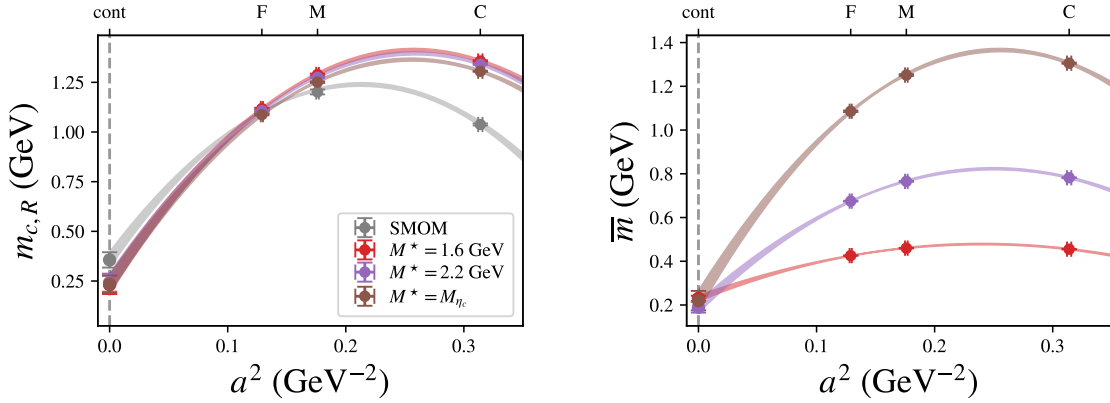 cont F M C
1.25
1.00
0.75
0.50
0.25
m_{c,R} (GeV)
SMOM
M⋆ = 1.6 GeV
M⋆ = 2.2 GeV
M⋆ = M_{η_c}
0.0 0.1 0.2 0.3
a² (GeV⁻²)
cont F M C
1.4
1.2
1.0
0.8
0.6
0.4
0.2
m̅ (GeV)
0.0 0.1 0.2 0.3
a² (GeV⁻²)